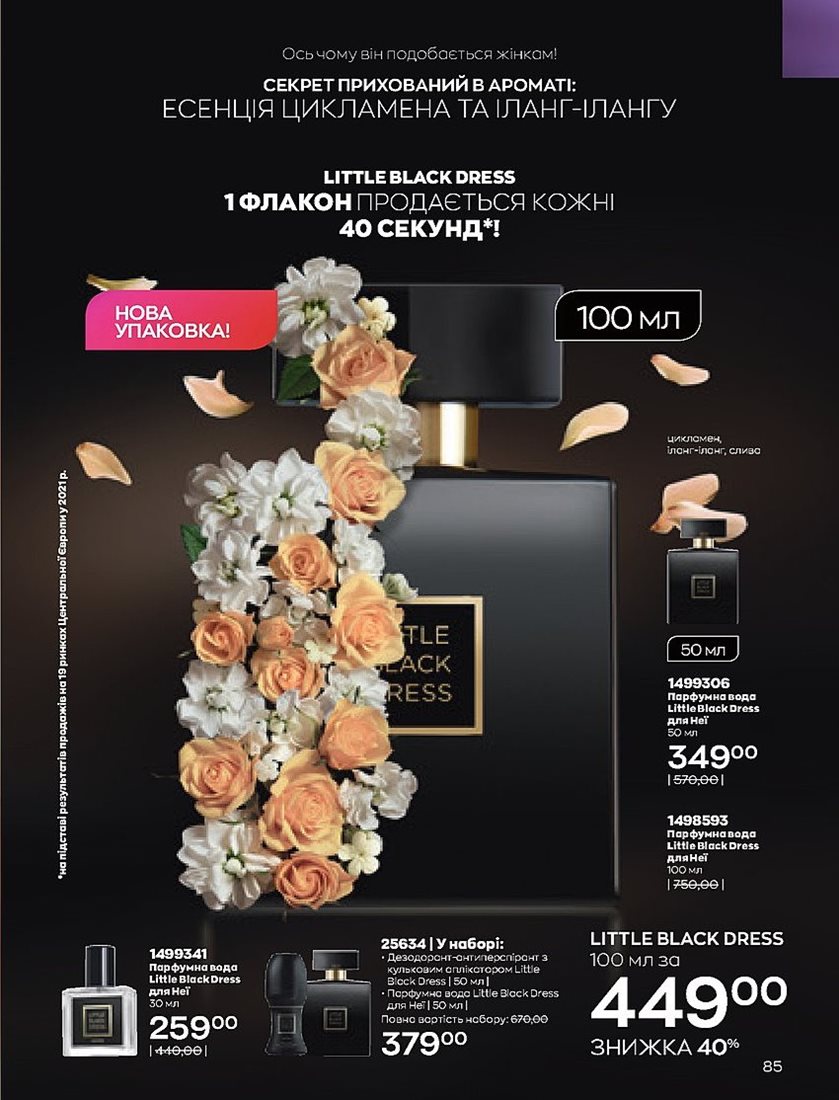 Ось чому він подобається жінкам!
СЕКРЕТ ПРИХОВАНИЙ В АРОМАТІ:
ЕСЕНЦІЯ ЦИКЛАМЕНА ТА ІЛАНГ-ІЛАНГУ
LITTLE BLACK DRESS
1 ФЛАКОН ПРОДАЄТЬСЯ КОЖНІ
40 СЕКУНД*!
НОВА
УПАКОВКА!
100 МЛ
цикламен,
іланг-іланг, слива
*на підставі результатів продажів на 19 ринках Центральної Європи у 2021 р.
TLE
LACK
RESS
50 МЛ
1499306
Парфумна вода
Little Black Dress
для Неї
50 мл
349⁰⁰
| 570,00 |
1498593
Парфумна вода
Little Black Dress
для Неї
100 мл
| 750,00 |
1499341
Парфумна вода
Little Black Dress
для Неї
30 мл
259⁰⁰
| 440,00 |
25634 | У наборі:
• Дезодорант-антиперспірант з
кульковим аплікатором Little
Black Dress | 50 мл |
• Парфумна вода Little Black Dress
для Неї | 50 мл |
Повна вартість набору: 670,00
379⁰⁰
LITTLE BLACK DRESS
100 мл за
449⁰⁰
ЗНИЖКА 40%
85